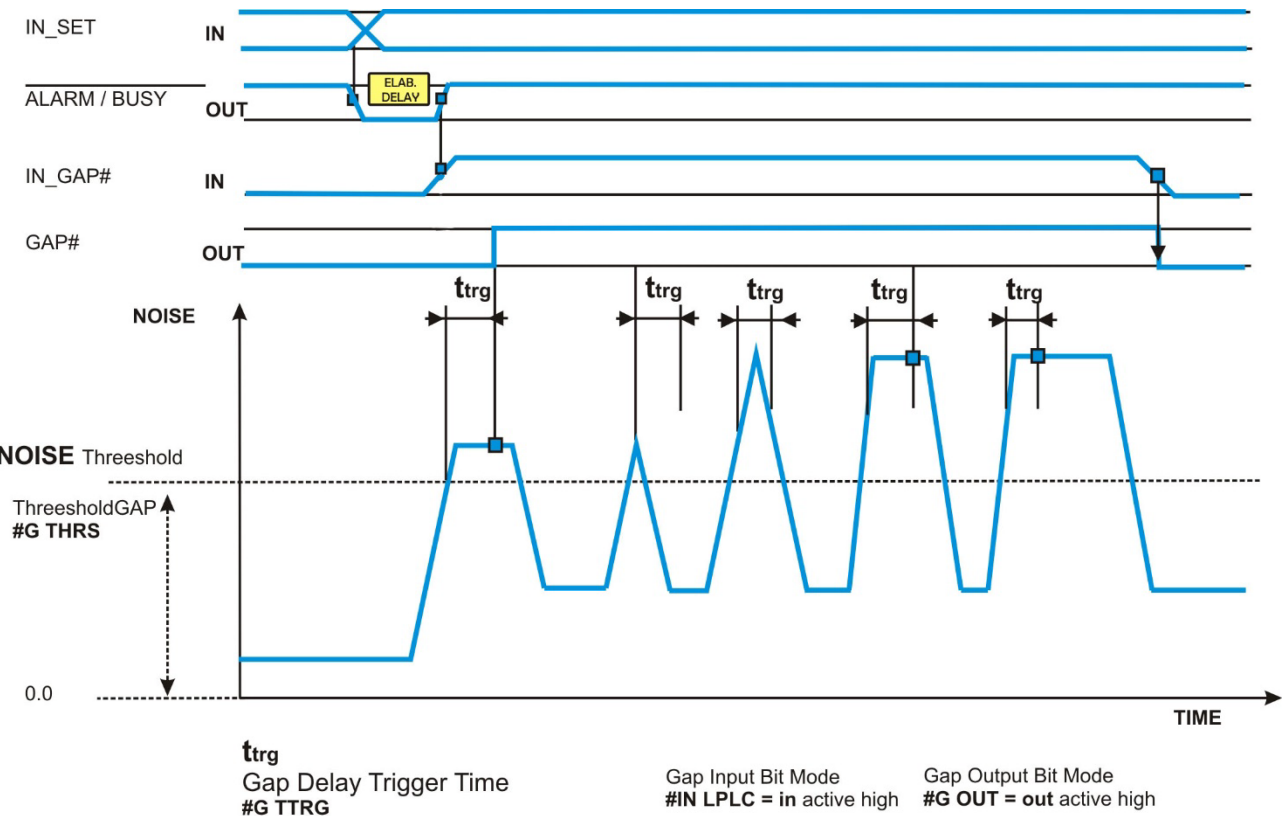 IN_SET IN
ELAB.
DELAY
ALARM / BUSY OUT
IN_GAP# IN
GAP# OUT
ttrg ttrg ttrg ttrg ttrg
NOISE
NOISE Threeshold
ThreesholdGAP
#G THRS
0.0
TIME
ttrg
Gap Delay Trigger Time
#G TTRG
Gap Input Bit Mode
#IN LPLC = in active high
Gap Output Bit Mode
#G OUT = out active high